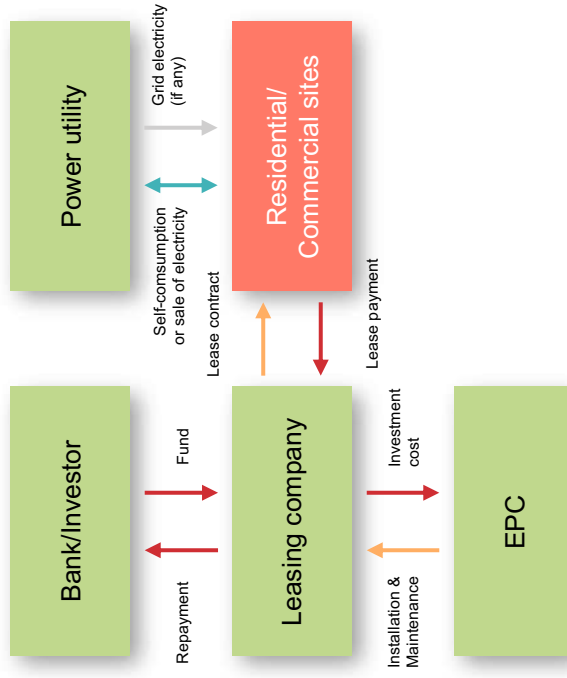 Bank/Investor
Power utility
Repayment
Fund
Self-comsumption
or sale of electricity
Grid electricity
(if any)
Leasing company
Lease contract
Lease payment
Residential/
Commercial sites
Installation &
Maintenance
Investment
cost
EPC